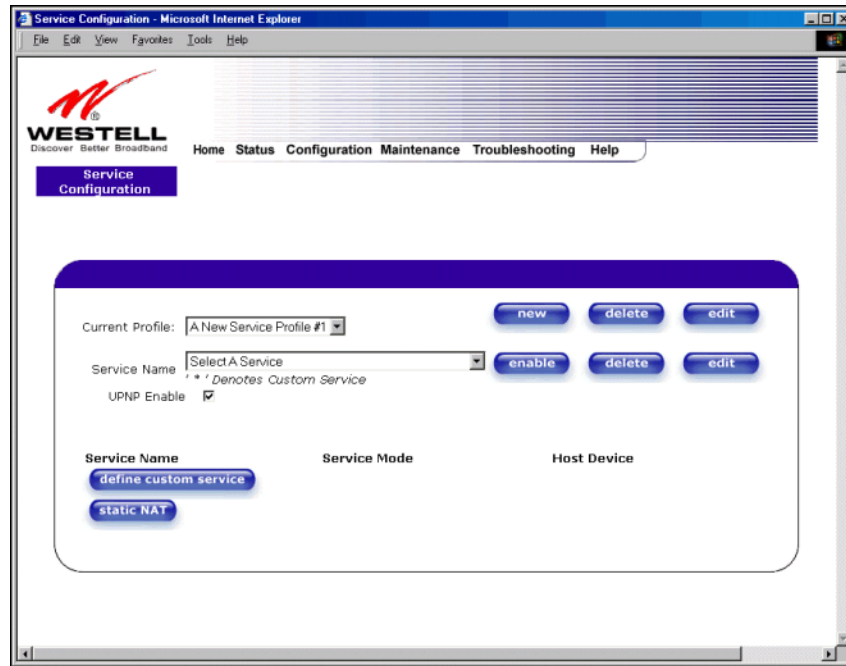 Service Configuration - Microsoft Internet Explorer
File Edit View Favorites Tools Help
WESTELL
®
Discover Better Broadband
Home Status Configuration Maintenance Troubleshooting Help
Service
Configuration
Current Profile: A New Service Profile #1 new delete edit
Service Name Select A Service enable delete edit
' * ' Denotes Custom Service
UPNP Enable
Service Name Service Mode Host Device
define custom service
static NAT